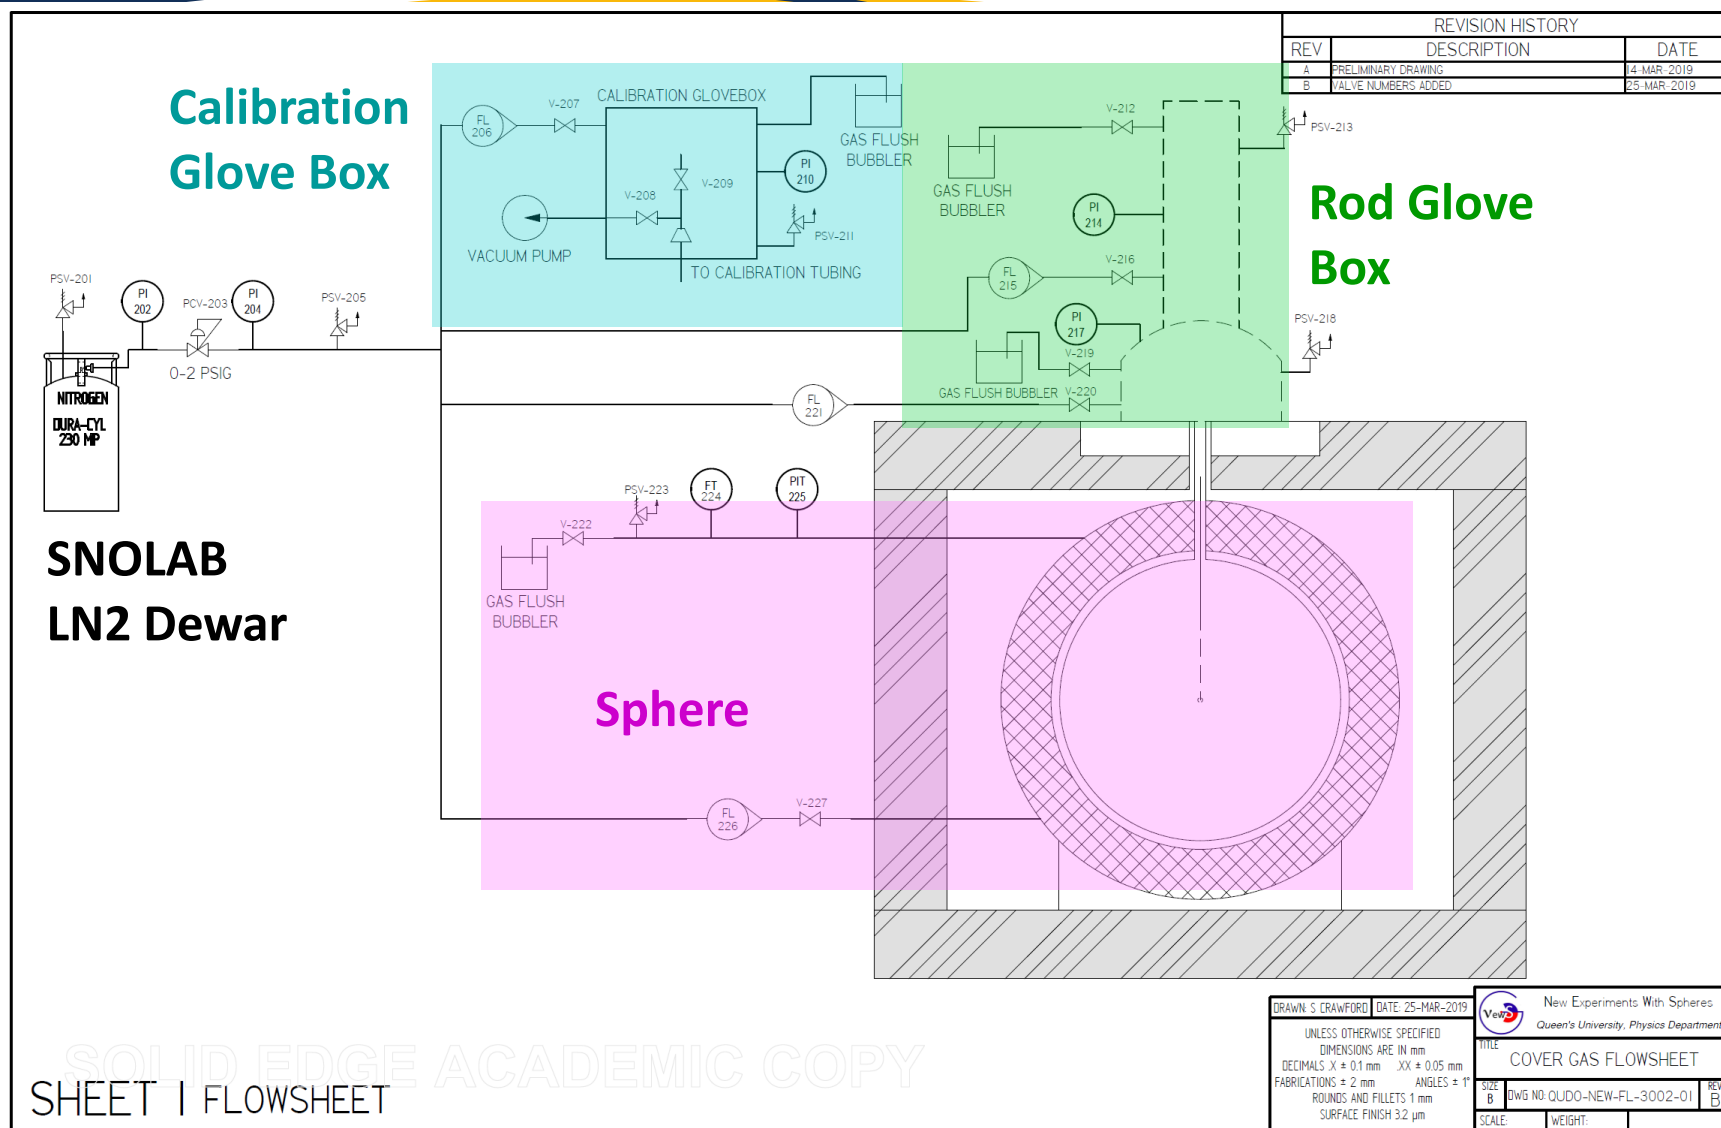 REVISION HISTORY
REV DESCRIPTION DATE
A PRELIMINARY DRAWING 14-MAR-2019
B VALVE NUMBERS ADDED 25-MAR-2019
Calibration
Glove Box
V-207
CALIBRATION GLOVEBOX
FL
206
GAS FLUSH
BUBBLER
PI
210
V-209
V-208
PSV-211
VACUUM PUMP
TO CALIBRATION TUBING
V-212
PSV-213
GAS FLUSH
BUBBLER
PI
214
Rod Glove
Box
V-216
FL
215
PI
217
PSV-218
V-219
GAS FLUSH BUBBLER
V-220
PSV-201
PI
202
PCV-203
PI
204
PSV-205
0-2 PSIG
NITROGEN
DURA-CYL
230 MP
FL
221
SNOLAB
LN2 Dewar
PSV-223
FT
224
PIT
225
V-222
GAS FLUSH
BUBBLER
Sphere
V-227
FL
226
DRAWN: S CRAWFORD DATE: 25-MAR-2019
UNLESS OTHERWISE SPECIFIED
DIMENSIONS ARE IN mm
DECIMALS .X ± 0.1 mm .XX ± 0.05 mm
FABRICATIONS ± 2 mm ANGLES ± 1°
ROUNDS AND FILLETS 1 mm
SURFACE FINISH 3.2 µm
VewS
New Experiments With Spheres
Queen's University, Physics Department
TITLE
COVER GAS FLOWSHEET
SIZE
B
DWG NO: QUDO-NEW-FL-3002-01
REV
B
SCALE: WEIGHT:
SOLID EDGE ACADEMIC COPY
SHEET 1 FLOWSHEET